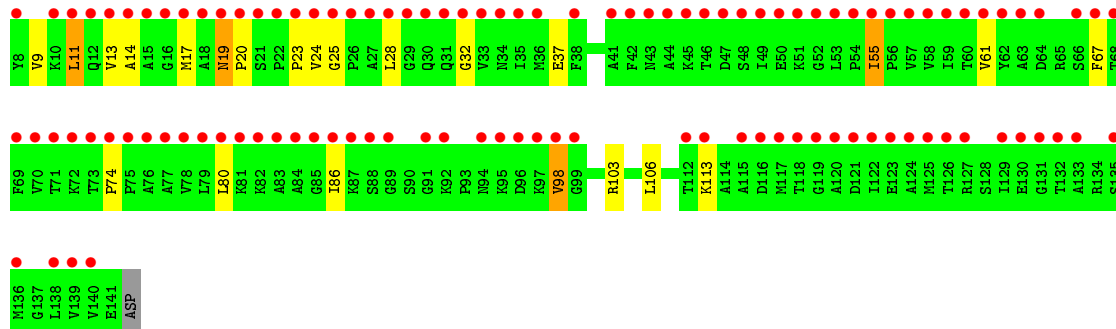 Y8 V9 K10 L11 Q12 V13 A14 A15 G16 M17 A18 N19 P20 S21 P22 P23 V24 G25 P26 A27 L28 G29 Q30 Q31 G32 V33 N34 I35 M36 E37 F38 A41 F42 N43 A44 K45 T46 D47 S48 I49 E50 K51 G52 L53 P54 I55 P56 V57 V58 I59 T60 V61 Y62 A63 D64 R65 S66 F67 T68
F69 V70 T71 K72 T73 P74 P75 A76 A77 V78 L79 L80 K81 K82 A83 A84 G85 I86 K87 S88 G89 S90 G91 K92 P93 N94 K95 D96 K97 V98 G99 R103 L106 T112 K113 A114 A115 D116 M117 T118 G119 A120 D121 I122 E123 A124 M125 T126 R127 S128 I129 E130 G131 T132 A133 R134 S135
M136 G137 L138 V139 V140 E141 ASP